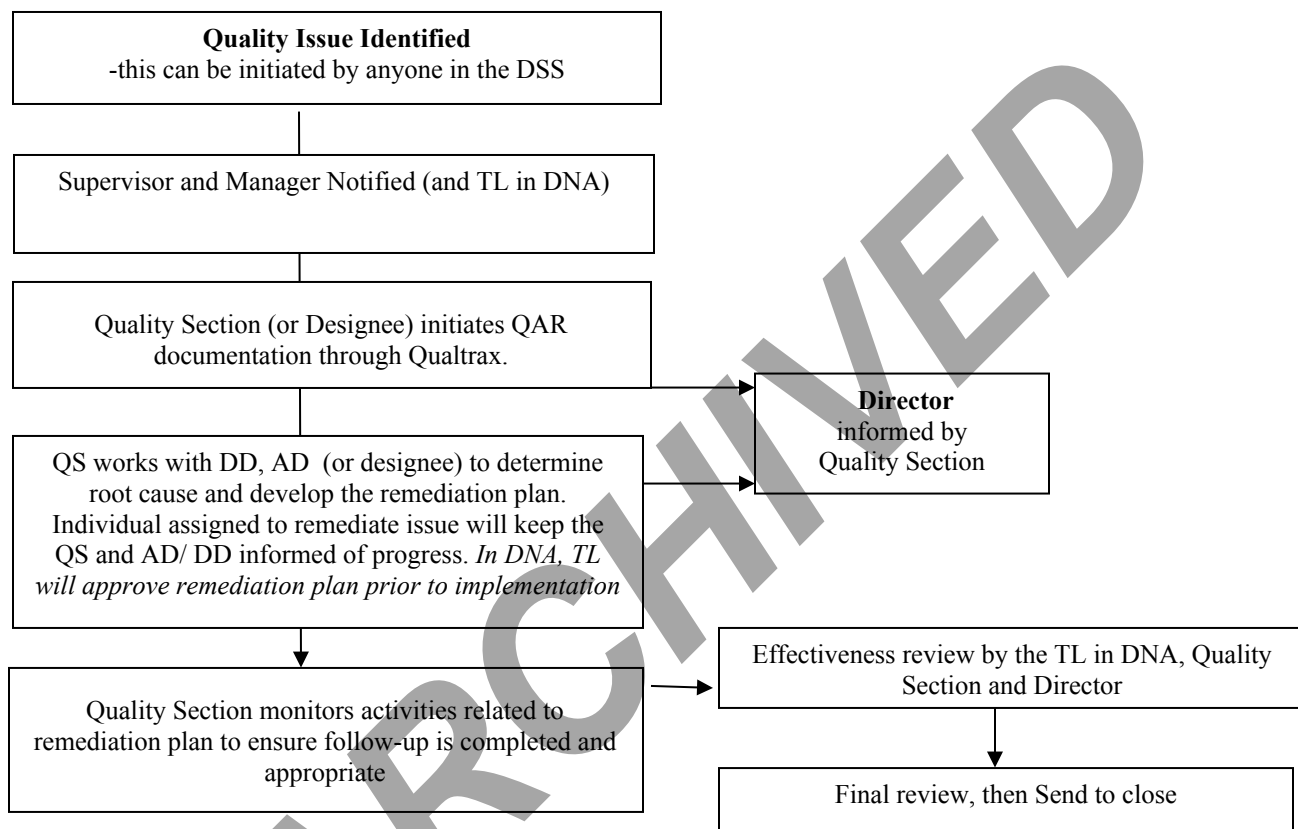 Quality Issue Identified
-this can be initiated by anyone in the DSS
Supervisor and Manager Notified (and TL in DNA)
Quality Section (or Designee) initiates QAR
documentation through Qualtrax.
Director
informed by
Quality Section
QS works with DD, AD (or designee) to determine
root cause and develop the remediation plan.
Individual assigned to remediate issue will keep the
QS and AD/ DD informed of progress. In DNA, TL
will approve remediation plan prior to implementation
Quality Section monitors activities related to
remediation plan to ensure follow-up is completed and
appropriate
Effectiveness review by the TL in DNA, Quality
Section and Director
Final review, then Send to close
ARCHIVED